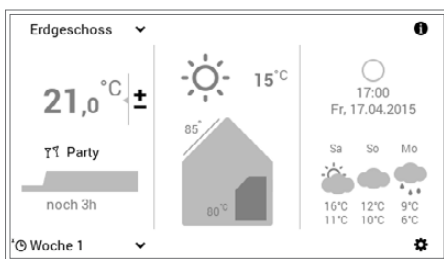 Erdgeschoss
21,0 °C ±
Party
noch 3h
Woche 1
15°C
85°
80°C
17:00
Fr, 17.04.2015
Sa So Mo
16°C 12°C 9°C
11°C 10°C 6°C